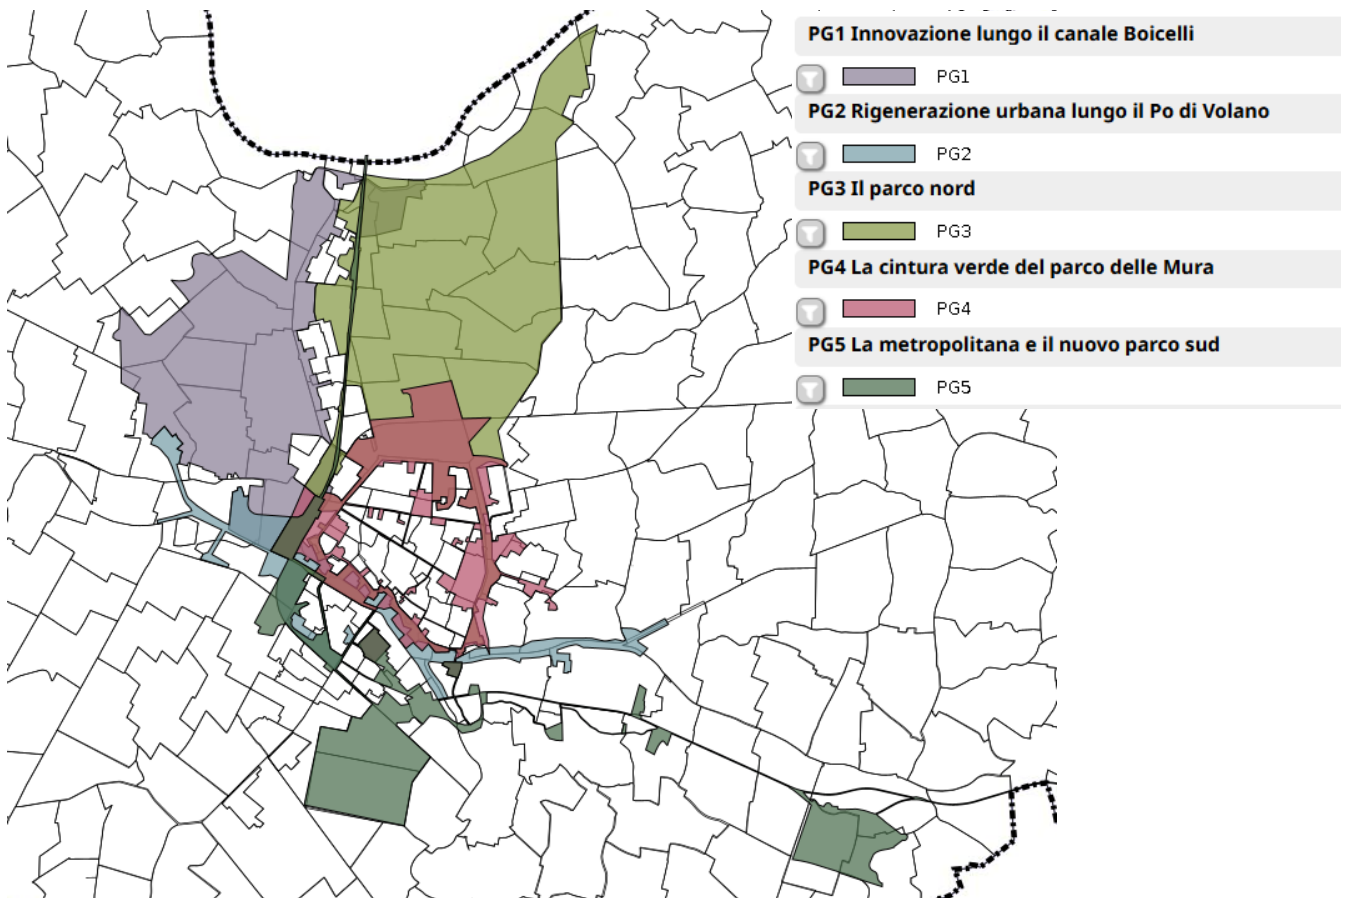 PG1 Innovazione lungo il canale Boicelli
PG1
PG2 Rigenerazione urbana lungo il Po di Volano
PG2
PG3 Il parco nord
PG3
PG4 La cintura verde del parco delle Mura
PG4
PG5 La metropolitana e il nuovo parco sud
PG5